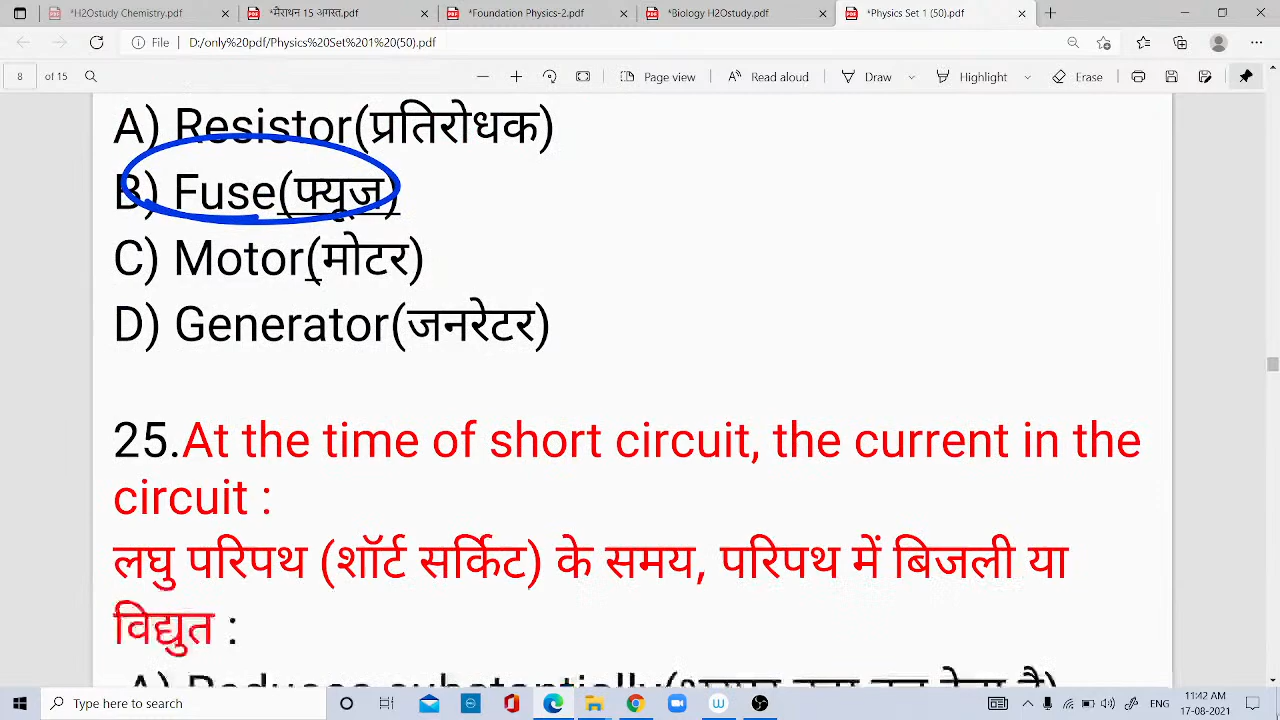 *H2Ostudy Chemistry.pdf
*मेराथन 15 अगस्त.pdf
*Foundation Physics-2.pdf
*Biology H2Ostudy.pdf
*Physics Set 1 (50).pdf
File D:/only%20pdf/Physics%20Set%201%20(50).pdf
8 of 15 Page view Read aloud Draw Highlight Erase
A) Resistor(प्रतिरोधक)
B) Fuse(फ्यूज)
C) Motor(मोटर)
D) Generator(जनरेटर)
25.At the time of short circuit, the current in the
circuit :
लघु परिपथ (शॉर्ट सर्किट) के समय, परिपथ में बिजली या
विद्युत :
A) Reduces substantially(
Type here to search
ENG
11:42 AM
17-08-2021